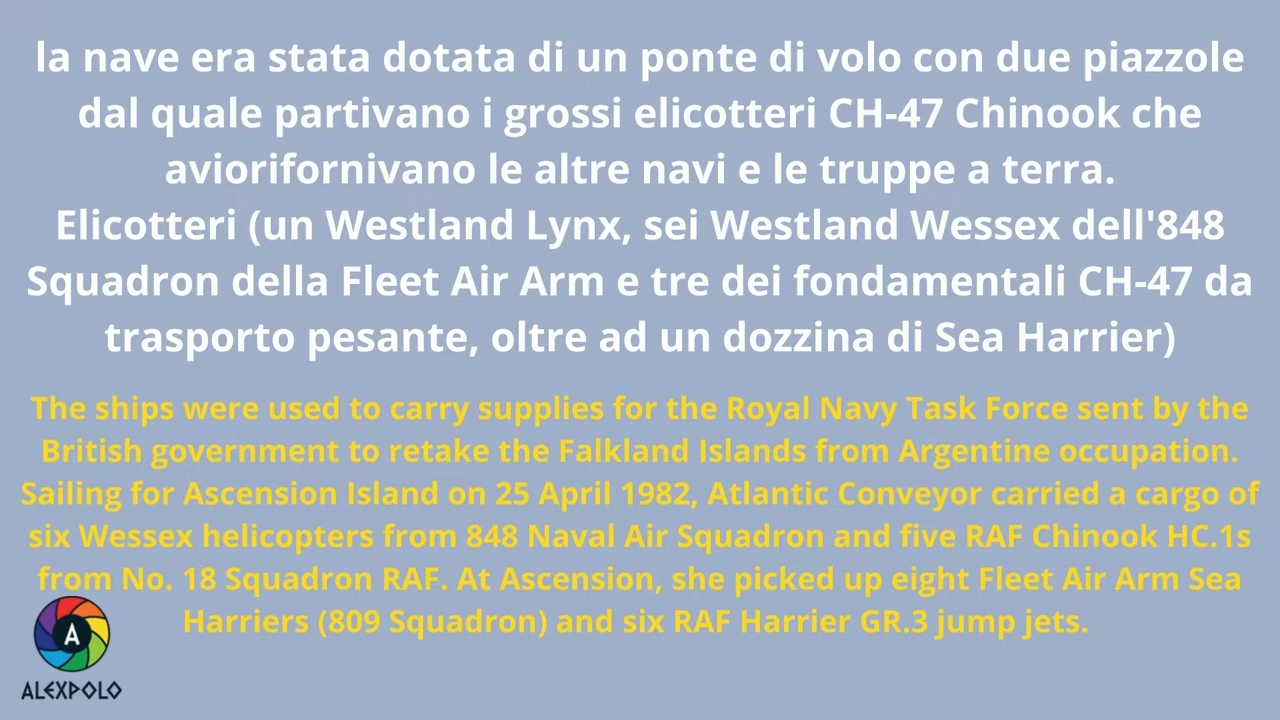 la nave era stata dotata di un ponte di volo con due piazzole
dal quale partivano i grossi elicotteri CH-47 Chinook che
aviorifornivano le altre navi e le truppe a terra.
Elicotteri (un Westland Lynx, sei Westland Wessex dell'848
Squadron della Fleet Air Arm e tre dei fondamentali CH-47 da
trasporto pesante, oltre ad un dozzina di Sea Harrier)
The ships were used to carry supplies for the Royal Navy Task Force sent by the
British government to retake the Falkland Islands from Argentine occupation.
Sailing for Ascension Island on 25 April 1982, Atlantic Conveyor carried a cargo of
six Wessex helicopters from 848 Naval Air Squadron and five RAF Chinook HC.1s
from No. 18 Squadron RAF. At Ascension, she picked up eight Fleet Air Arm Sea
Harriers (809 Squadron) and six RAF Harrier GR.3 jump jets.
A
ALEXPOLO